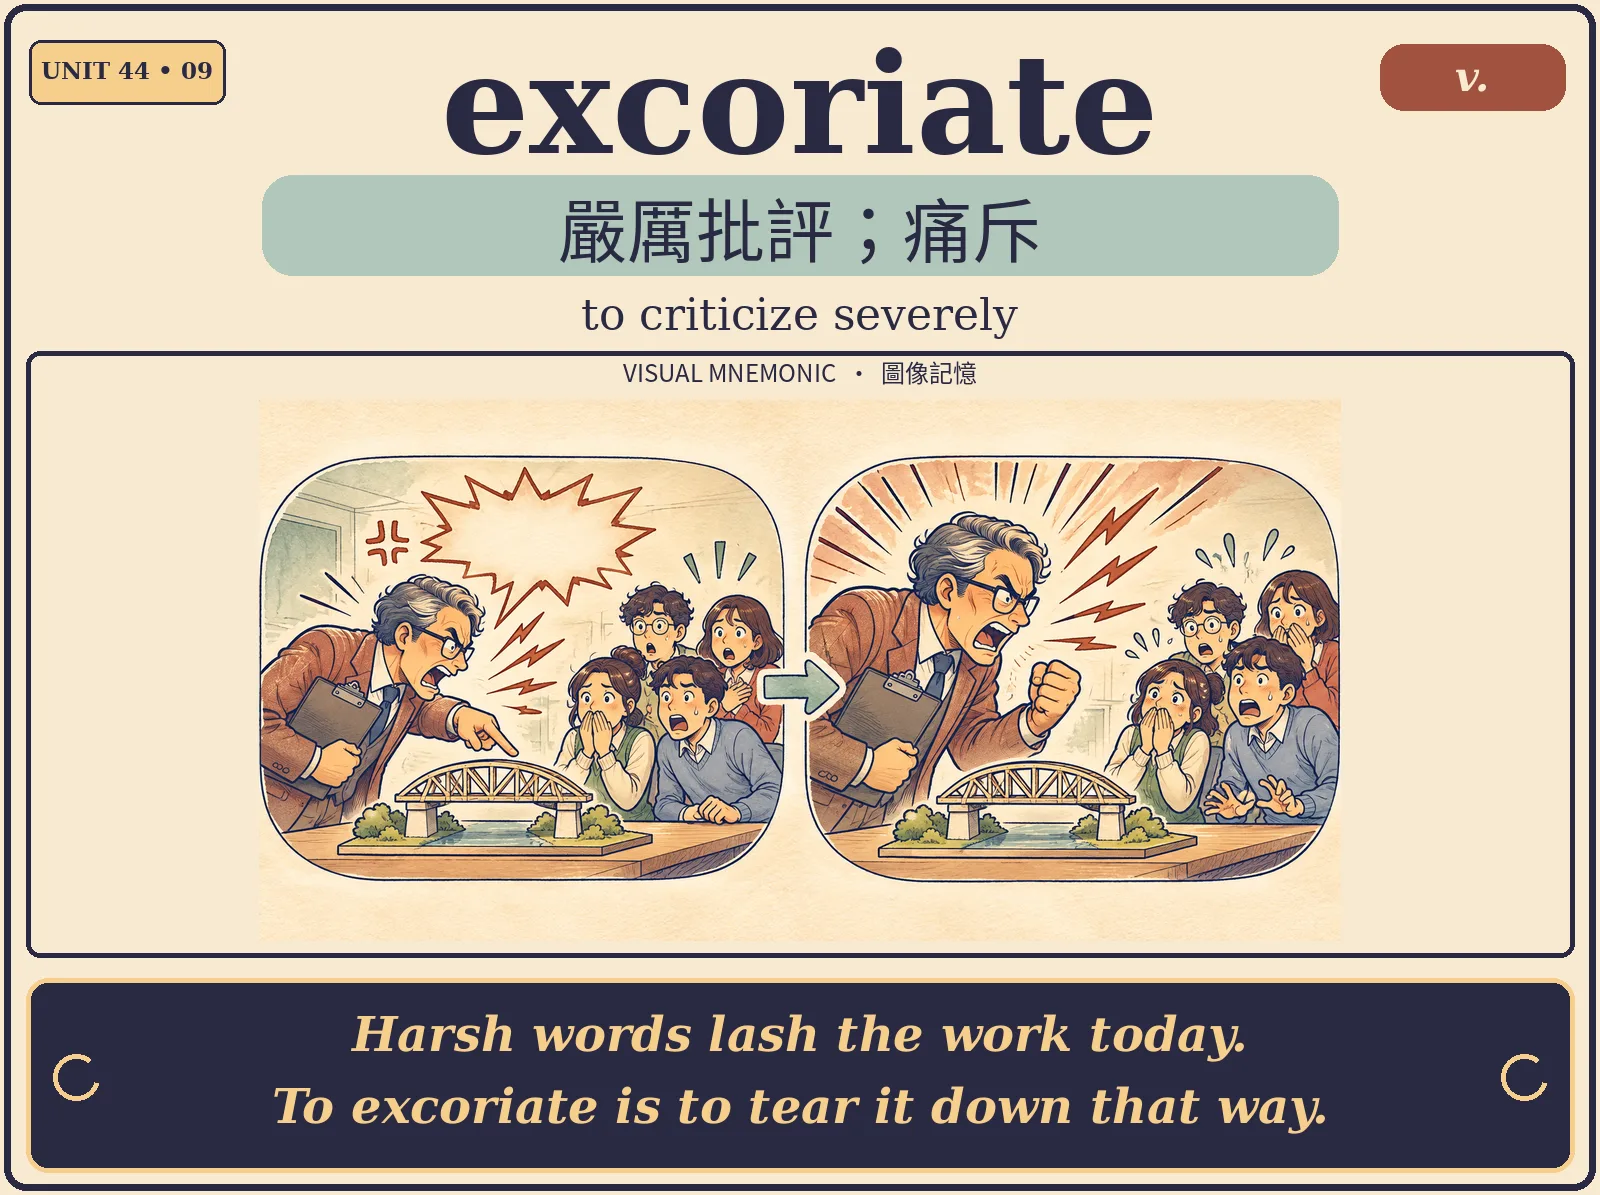 UNIT 44 • 09
excoriate
v.
嚴厲批評；痛斥
to criticize severely
VISUAL MNEMONIC • 圖像記憶
Harsh words lash the work today.
To excoriate is to tear it down that way.